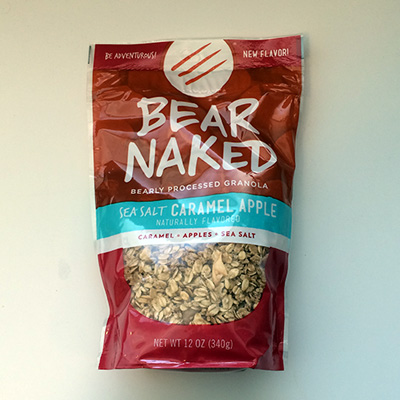 BE ADVENTUROUS!
NEW FLAVOR!
BEAR
NAKED
BEARLY PROCESSED GRANOLA
SEA SALT CARAMEL APPLE
NATURALLY FLAVORED
CARAMEL + APPLES + SEA SALT
NET WT 12 OZ (340g)